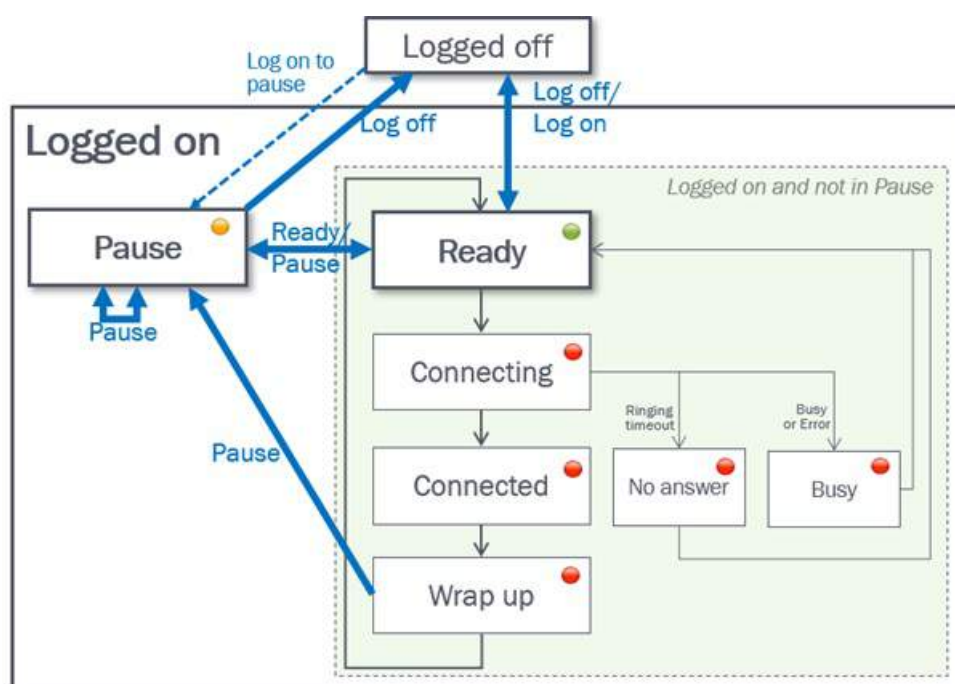 Logged off
Log on to
pause
Log off/
Log on
Log off
Logged on
Logged on and not in Pause
Pause
Ready/
Pause
Ready
Pause
Connecting
Ringing
timeout
Busy
or Error
Pause
Connected
No answer
Busy
Wrap up